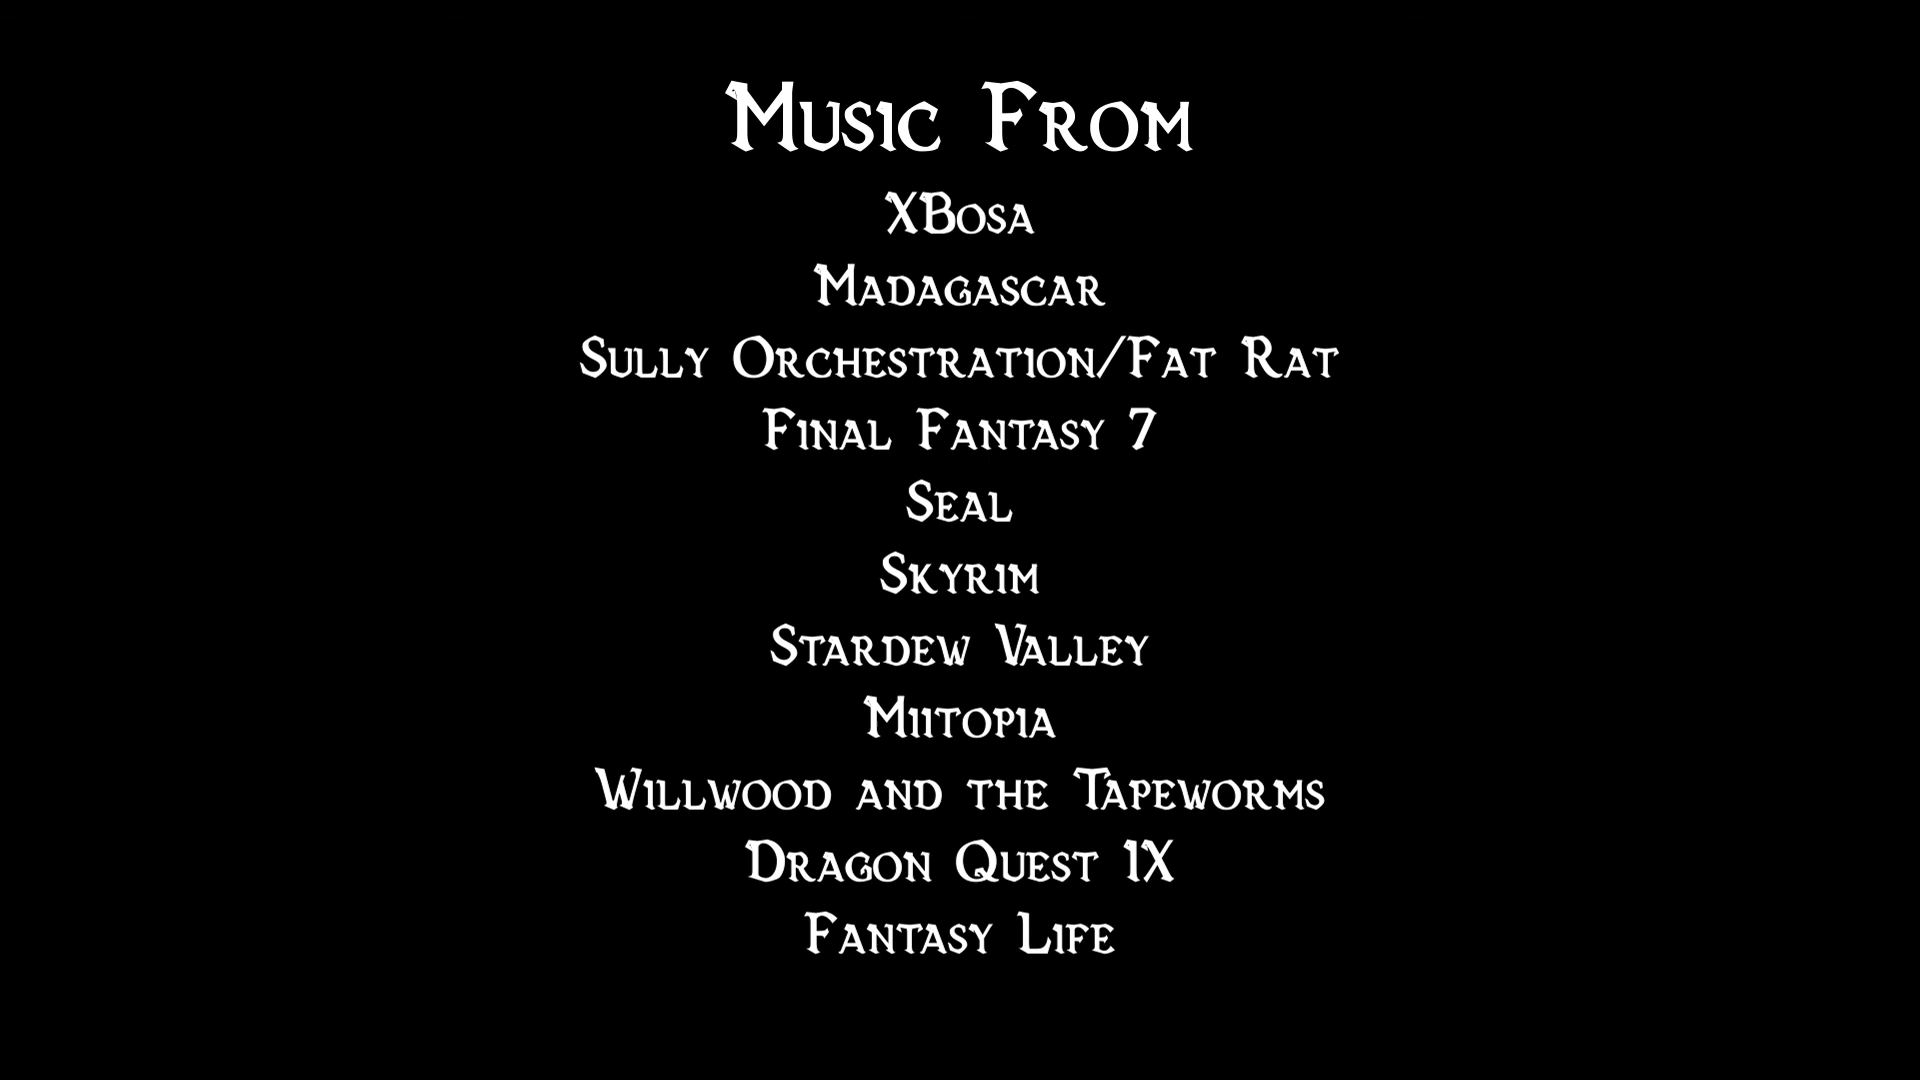 Music From
XBosa
Madagascar
Sully Orchestration/Fat Rat
Final Fantasy 7
Seal
Skyrim
Stardew Valley
Miitopia
Willwood and the Tapeworms
Dragon Quest IX
Fantasy Life